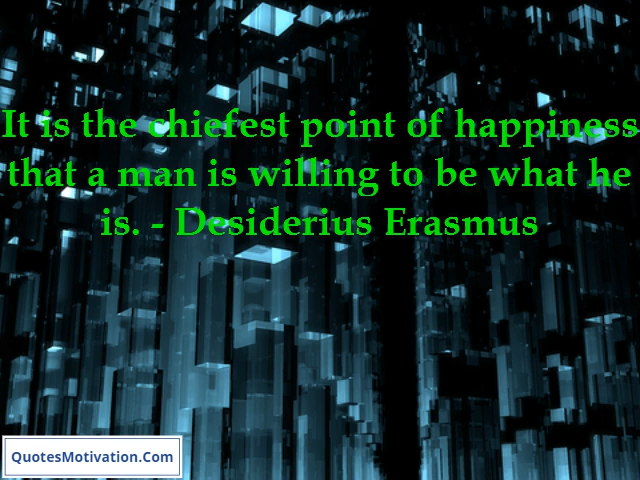 It is the chiefest point of happiness
that a man is willing to be what he
is. - Desiderius Erasmus
QuotesMotivation.Com